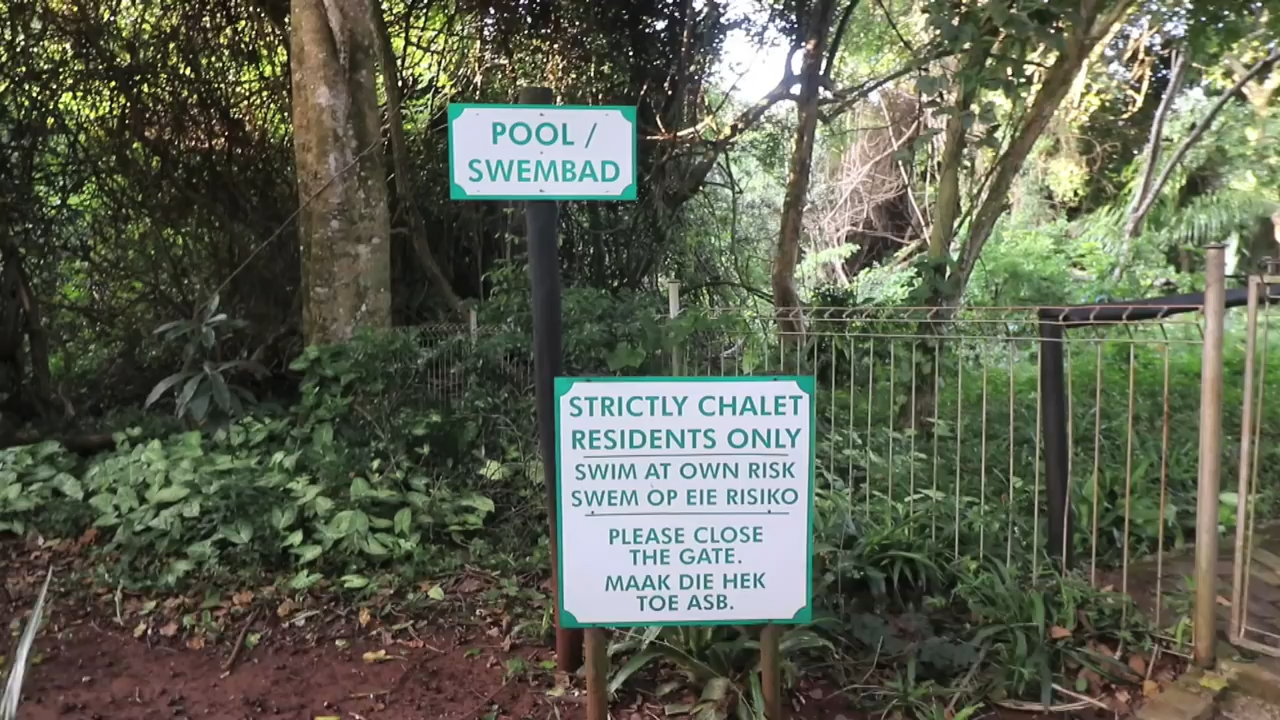 POOL /
SWEMBAD
STRICTLY CHALET
RESIDENTS ONLY
SWIM AT OWN RISK
SWEM OP EIE RISIKO
PLEASE CLOSE
THE GATE.
MAAK DIE HEK
TOE ASB.